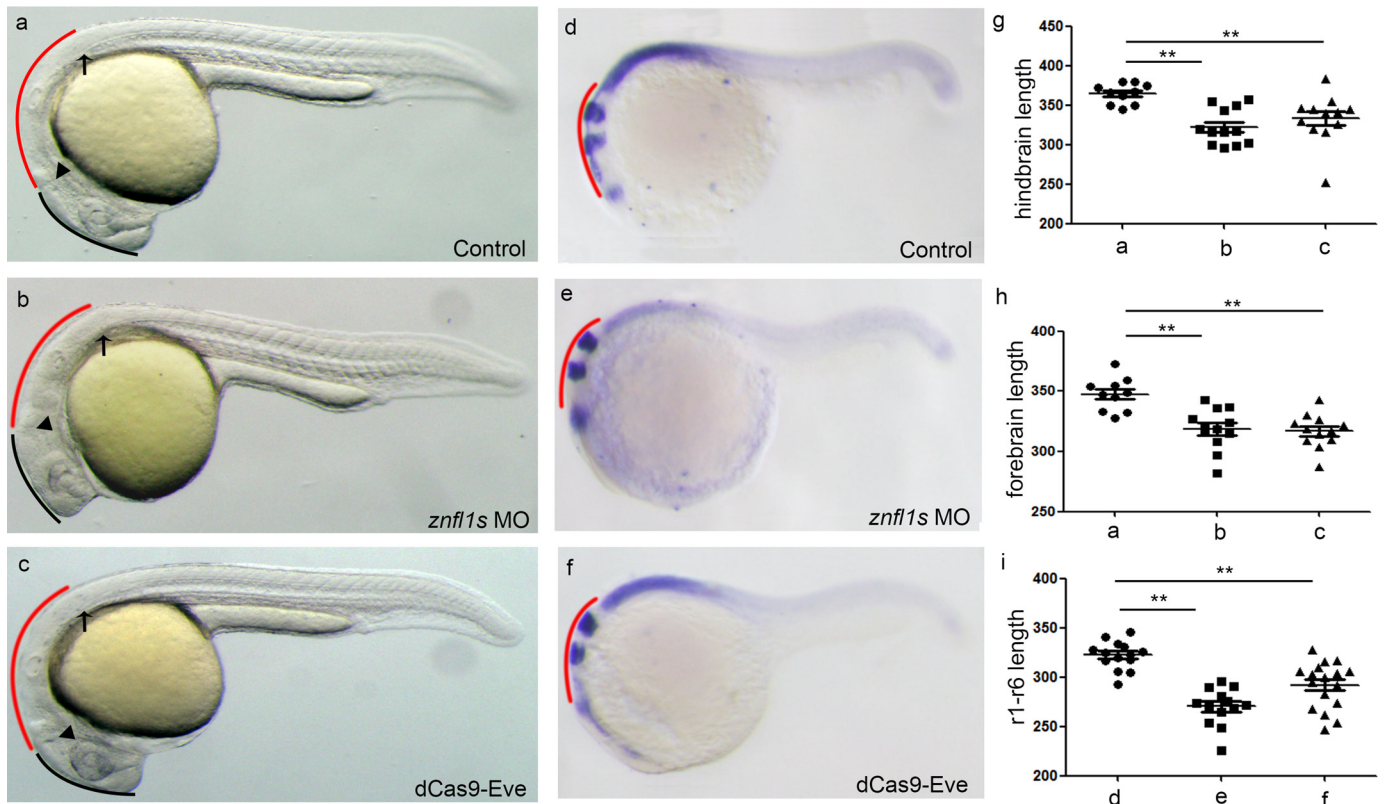 a
Control
b
znfl1s MO
c
dCas9-Eve
d
Control
e
znfl1s MO
f
dCas9-Eve
g
hindbrain length
450
400
350
300
250
200
**
**
a b c
h
forebrain length
400
350
300
250
**
**
a b c
i
r1-r6 length
400
350
300
250
200
**
**
d e f